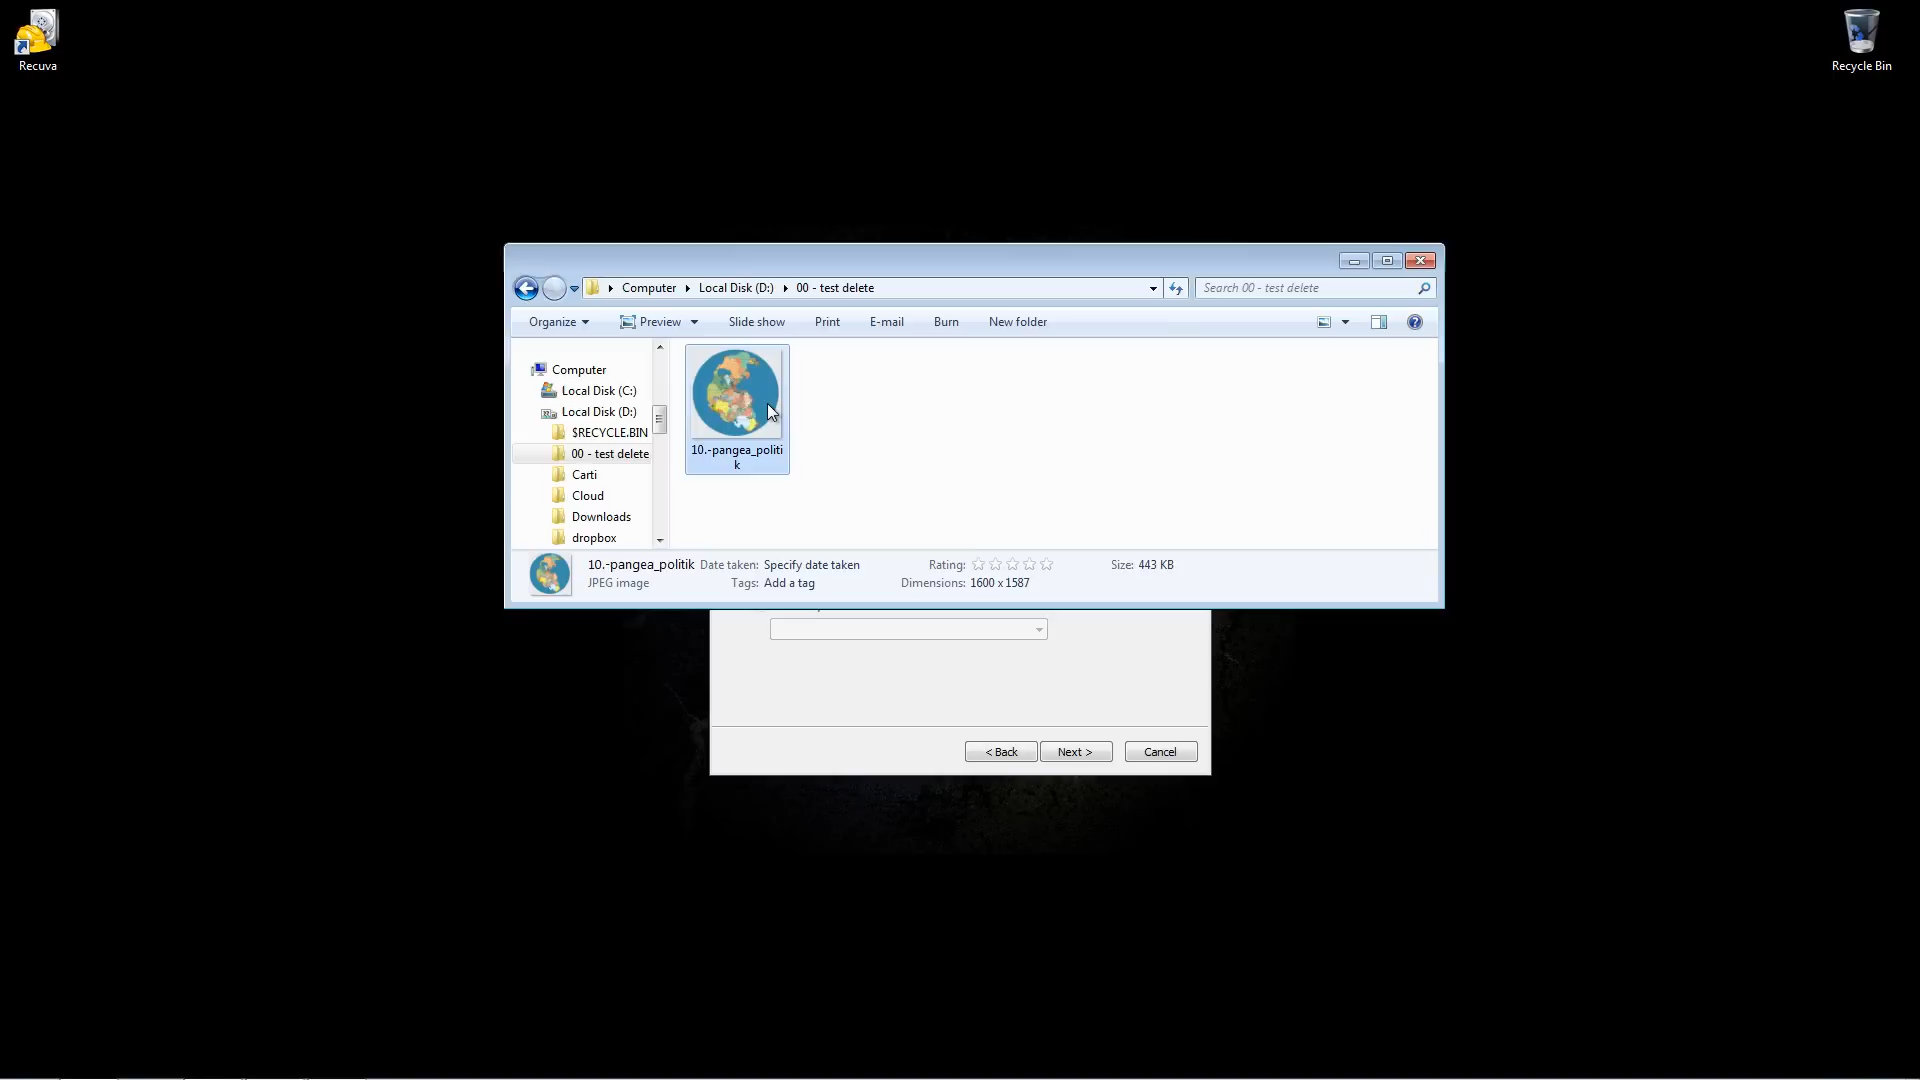 Recuva
Recycle Bin
Computer Local Disk (D:) 00 - test delete
Search 00 - test delete
Organize Preview Slide show Print E-mail Burn New folder
Computer
Local Disk (C:)
Local Disk (D:)
$RECYCLE.BIN
00 - test delete
Carti
Cloud
Downloads
dropbox
10.-pangea_politi
k
10.-pangea_politik Date taken: Specify date taken Rating: Size: 443 KB
JPEG image Tags: Add a tag Dimensions: 1600 x 1587
< Back Next > Cancel